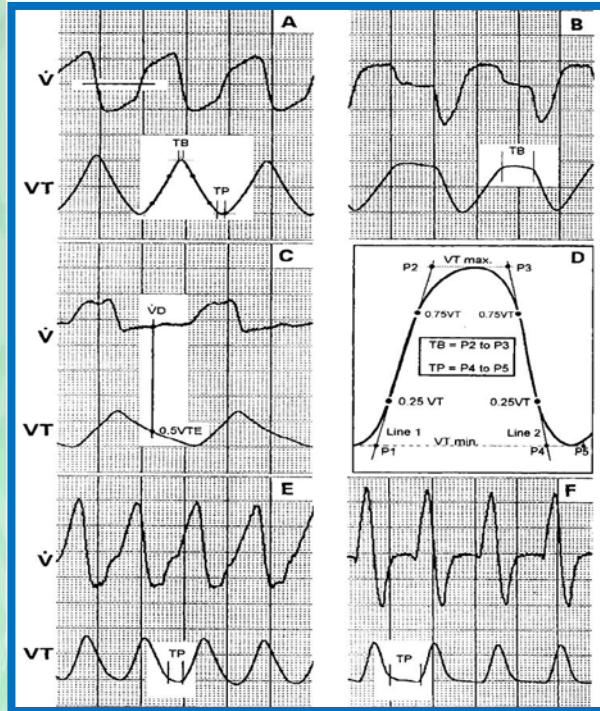 A
V̇
TB
TP
VT
B
TB
C
V̇D
V̇
0.5VTE
VT
D
P2 VT max. P3
0.75VT 0.75VT
TB = P2 to P3
TP = P4 to P5
0.25 VT 0.25VT
Line 1 Line 2
VT min.
P1 P4 P5
E
V̇
TP
VT
F
TP